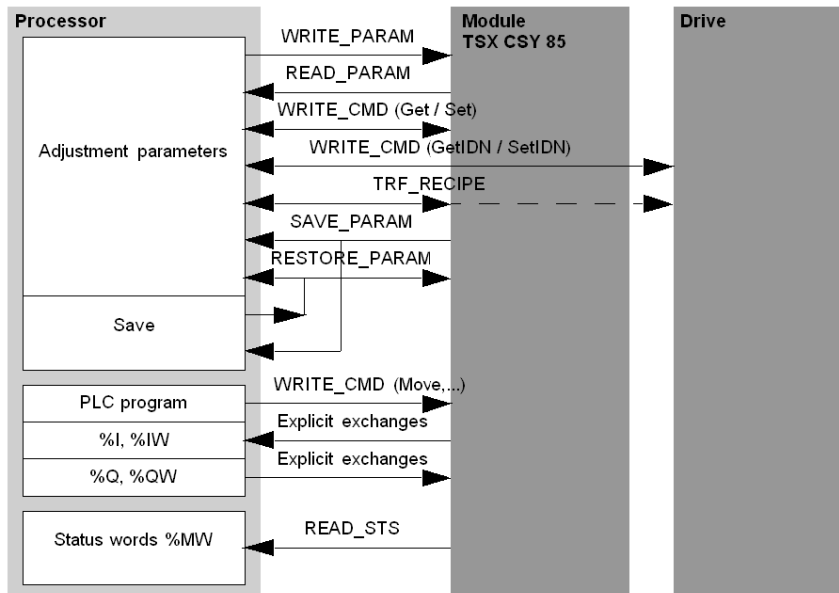 Processor
Module
TSX CSY 85
Drive
WRITE_PARAM
READ_PARAM
WRITE_CMD (Get / Set)
Adjustment parameters
WRITE_CMD (GetIDN / SetIDN)
TRF_RECIPE
SAVE_PARAM
RESTORE_PARAM
Save
WRITE_CMD (Move,...)
PLC program
Explicit exchanges
%I, %IW
Explicit exchanges
%Q, %QW
READ_STS
Status words %MW